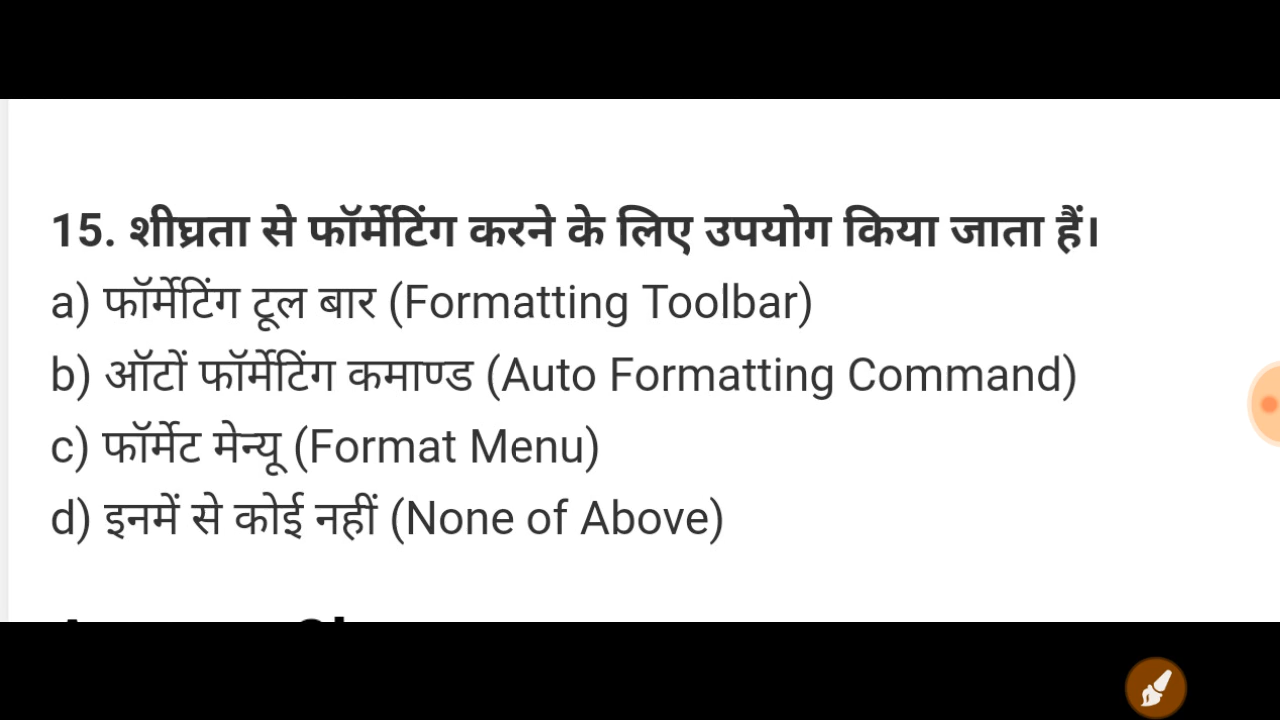 15. शीघ्रता से फॉर्मेटिंग करने के लिए उपयोग किया जाता हैं।
a) फॉर्मेटिंग टूल बार (Formatting Toolbar)
b) ऑटों फॉर्मेटिंग कमाण्ड (Auto Formatting Command)
c) फॉर्मेट मेन्यू (Format Menu)
d) इनमें से कोई नहीं (None of Above)